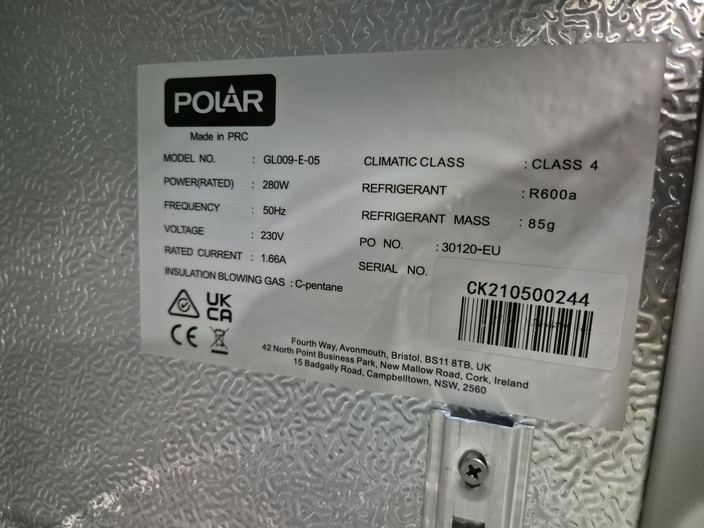 POLAR
Made in PRC
MODEL NO. : GL009-E-05
POWER(RATED) : 280W
FREQUENCY : 50Hz
VOLTAGE : 230V
RATED CURRENT : 1.66A
INSULATION BLOWING GAS : C-pentane
CLIMATIC CLASS : CLASS 4
REFRIGERANT : R600a
REFRIGERANT MASS : 85g
PO NO. : 30120-EU
SERIAL NO.
CK210500244
UK
CA
CE
Fourth Way, Avonmouth, Bristol, BS11 8TB, UK
42 North Point Business Park, New Mallow Road, Cork, Ireland
15 Badgally Road, Campbelltown, NSW, 2560